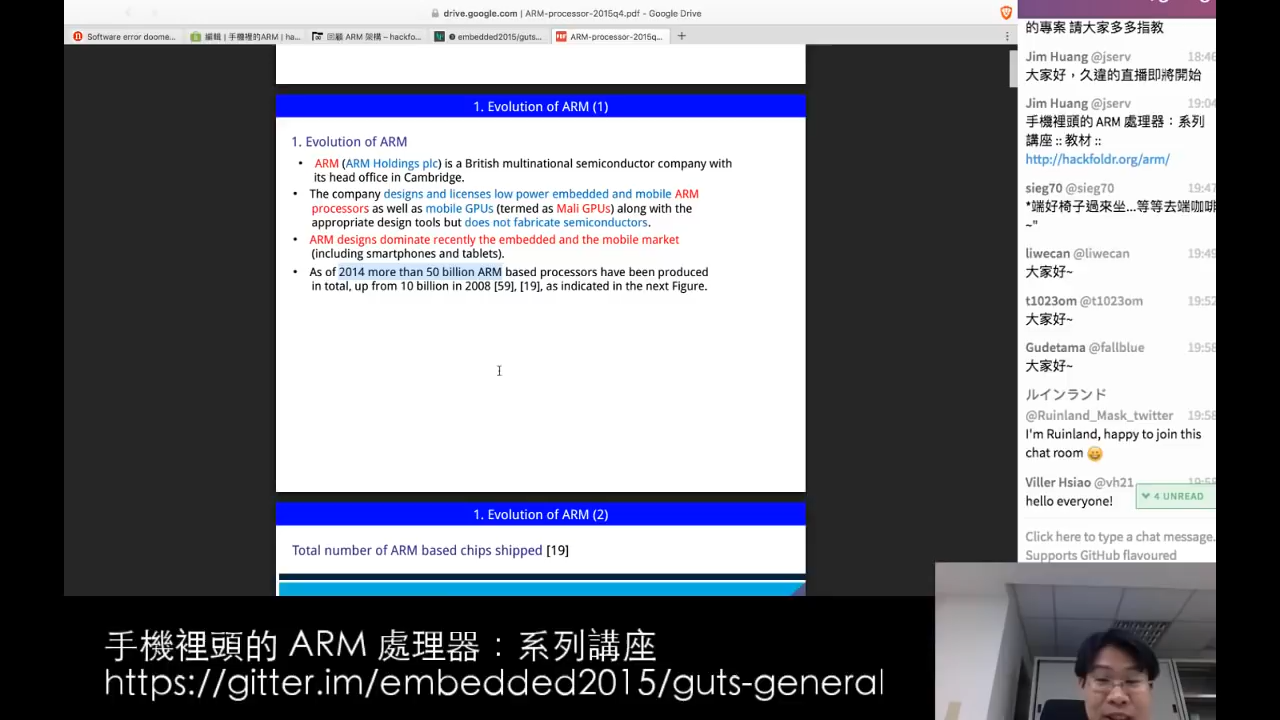 drive.google.com | ARM-processor-2015q4.pdf - Google Drive
Software error doome...
編輯 | 手機裡的ARM | ha...
回顧 ARM 架構 – hackfo...
embedded2015/guts...
ARM-processor-2015q...
1. Evolution of ARM (1)
1. Evolution of ARM
• ARM (ARM Holdings plc) is a British multinational semiconductor company with
its head office in Cambridge.
• The company designs and licenses low power embedded and mobile ARM
processors as well as mobile GPUs (termed as Mali GPUs) along with the
appropriate design tools but does not fabricate semiconductors.
• ARM designs dominate recently the embedded and the mobile market
(including smartphones and tablets).
• As of 2014 more than 50 billion ARM based processors have been produced
in total, up from 10 billion in 2008 [59], [19], as indicated in the next Figure.
1. Evolution of ARM (2)
Total number of ARM based chips shipped [19]
的專案 請大家多多指教
Jim Huang @jserv 18:46
大家好，久違的直播即將開始
Jim Huang @jserv 19:04
手機裡頭的 ARM 處理器：系列
講座 :: 教材 ::
http://hackfoldr.org/arm/
sieg70 @sieg70 19:47
*端好椅子過來坐...等等去端咖啡
~"
liwecan @liwecan
大家好~
t1023om @t1023om 19:52
大家好~
Gudetama @fallblue 19:58
大家好~
ルインランド
@Ruinland_Mask_twitter 19:58
I'm Ruinland, happy to join this
chat room
Viller Hsiao @vh21
hello everyone!
4 UNREAD
Click here to type a chat message.
Supports GitHub flavoured
手機裡頭的 ARM 處理器：系列講座
https://gitter.im/embedded2015/guts-general